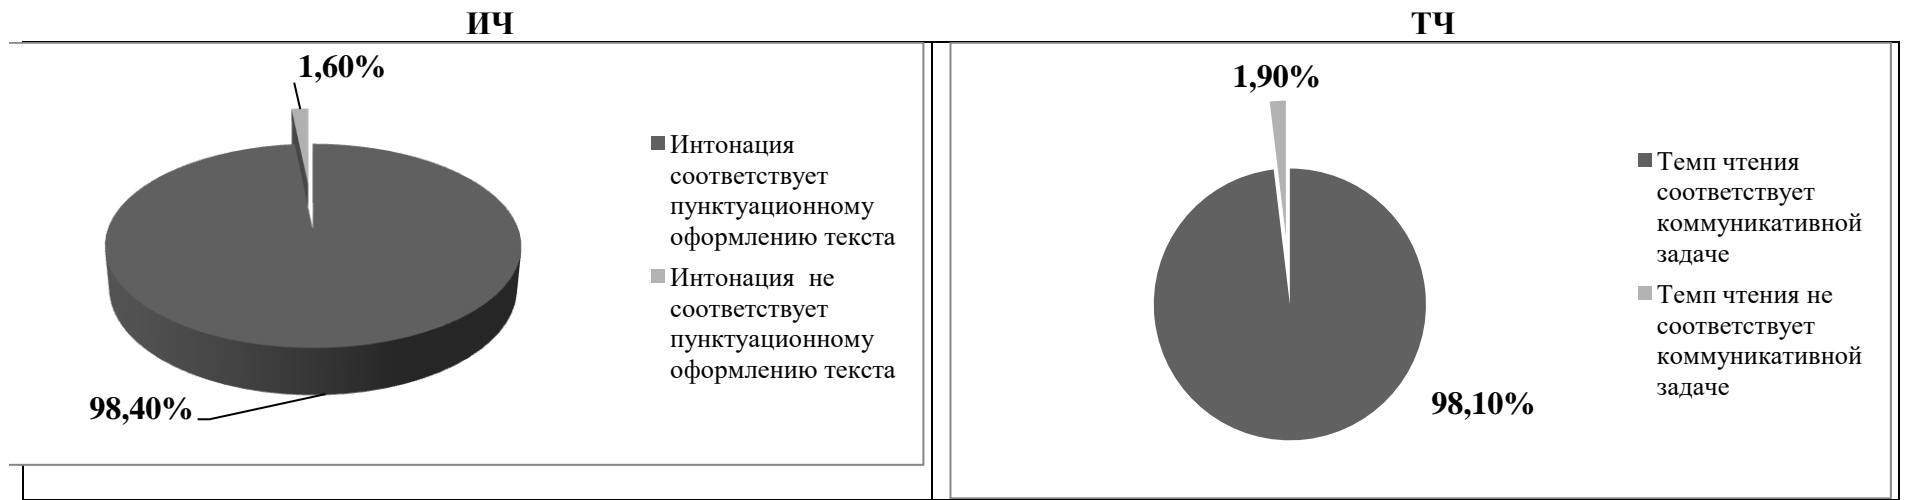 ИЧ
ТЧ
1,60%
98,40%
Интонация
соответствует
пунктуационному
оформлению текста
Интонация  не
соответствует
пунктуационному
оформлению текста
1,90%
98,10%
Темп чтения
соответствует
коммуникативной
задаче
Темп чтения не
соответствует
коммуникативной
задаче